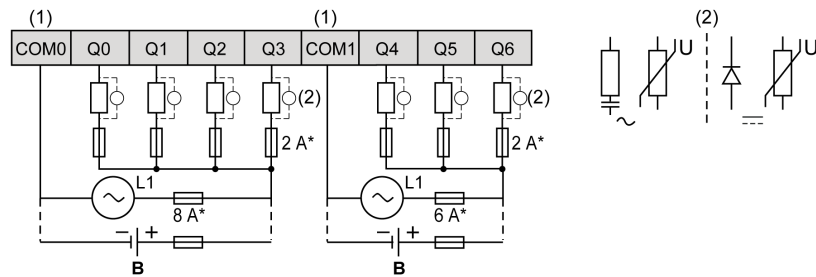 (1) (1) (2)
COM0 Q0 Q1 Q2 Q3 COM1 Q4 Q5 Q6
U U
(2) (2)
2 A* 2 A*
L1 L1
8 A* 6 A*
− + − +
B B